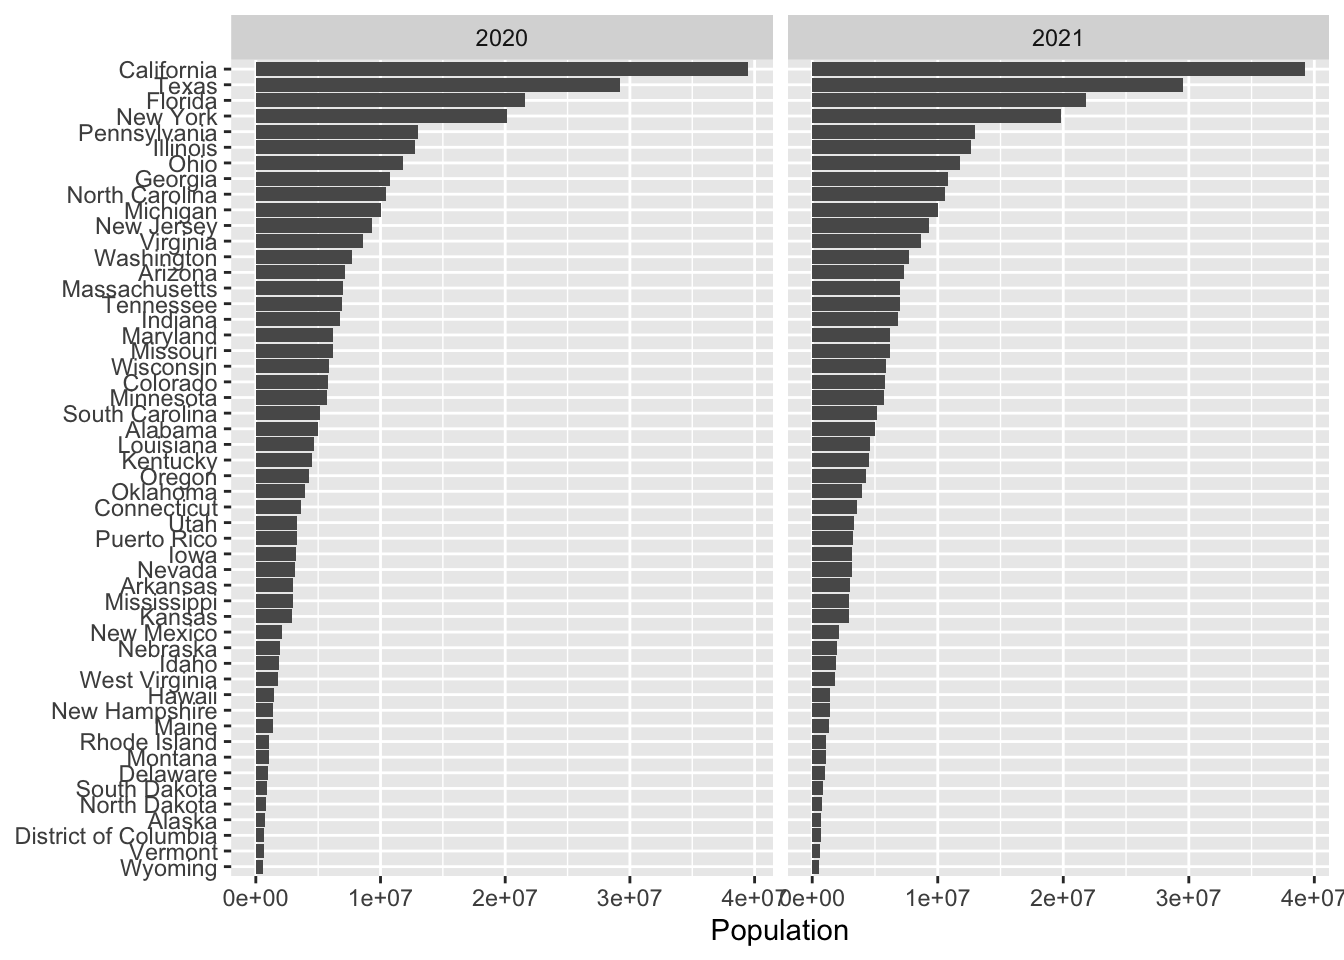 2020 2021
California
Texas
Florida
New York
Pennsylvania
Illinois
Ohio
Georgia
North Carolina
Michigan
New Jersey
Virginia
Washington
Arizona
Massachusetts
Tennessee
Indiana
Maryland
Missouri
Wisconsin
Colorado
Minnesota
South Carolina
Alabama
Louisiana
Kentucky
Oregon
Oklahoma
Connecticut
Utah
Puerto Rico
Iowa
Nevada
Arkansas
Mississippi
Kansas
New Mexico
Nebraska
Idaho
West Virginia
Hawaii
New Hampshire
Maine
Rhode Island
Montana
Delaware
South Dakota
North Dakota
Alaska
District of Columbia
Vermont
Wyoming
0e+00 1e+07 2e+07 3e+07 4e+07 0e+00 1e+07 2e+07 3e+07 4e+07
Population